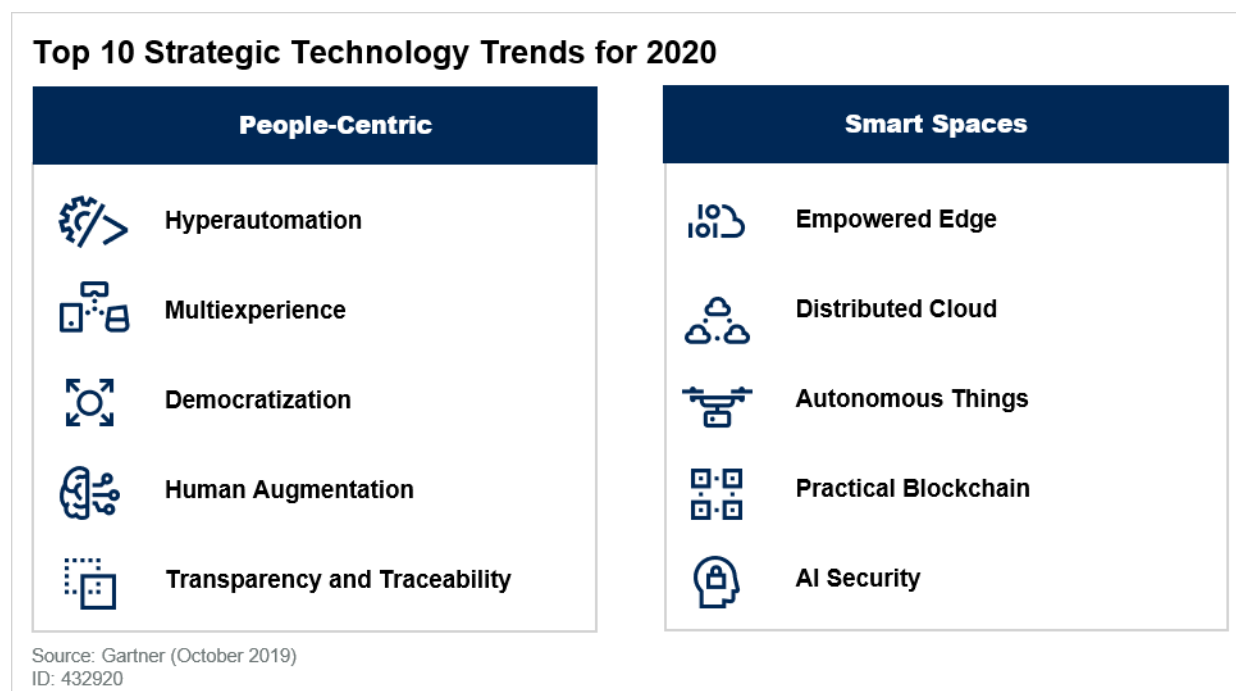 Top 10 Strategic Technology Trends for 2020
People-Centric
Hyperautomation
Multiexperience
Democratization
Human Augmentation
Transparency and Traceability
Smart Spaces
Empowered Edge
Distributed Cloud
Autonomous Things
Practical Blockchain
AI Security
Source: Gartner (October 2019)
ID: 432920